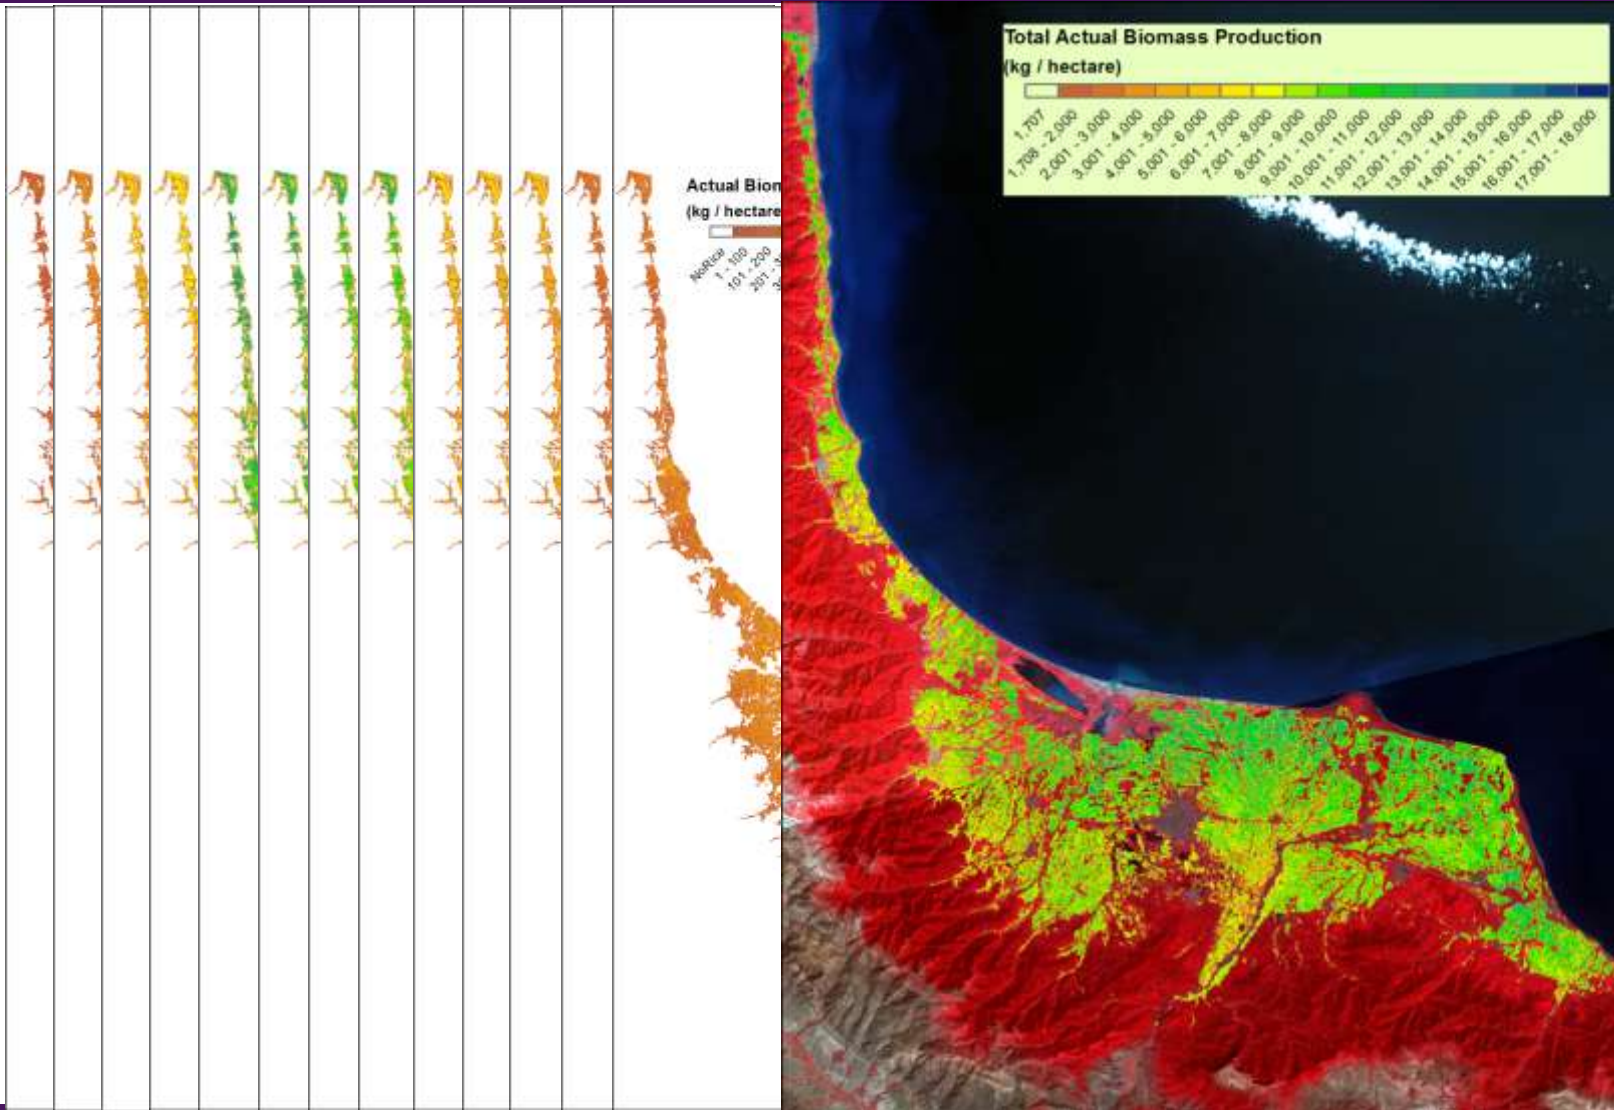 Actual Bion
(kg / hectare
NoRice
1 - 100
101 - 200
201 - 3
3
Total Actual Biomass Production
(kg / hectare)
1,707
1,708 - 2,000
2,001 - 3,000
3,001 - 4,000
4,001 - 5,000
5,001 - 6,000
6,001 - 7,000
7,001 - 8,000
8,001 - 9,000
9,001 - 10,000
10,001 - 11,000
11,001 - 12,000
12,001 - 13,000
13,001 - 14,000
14,001 - 15,000
15,001 - 16,000
16,001 - 17,000
17,001 - 18,000